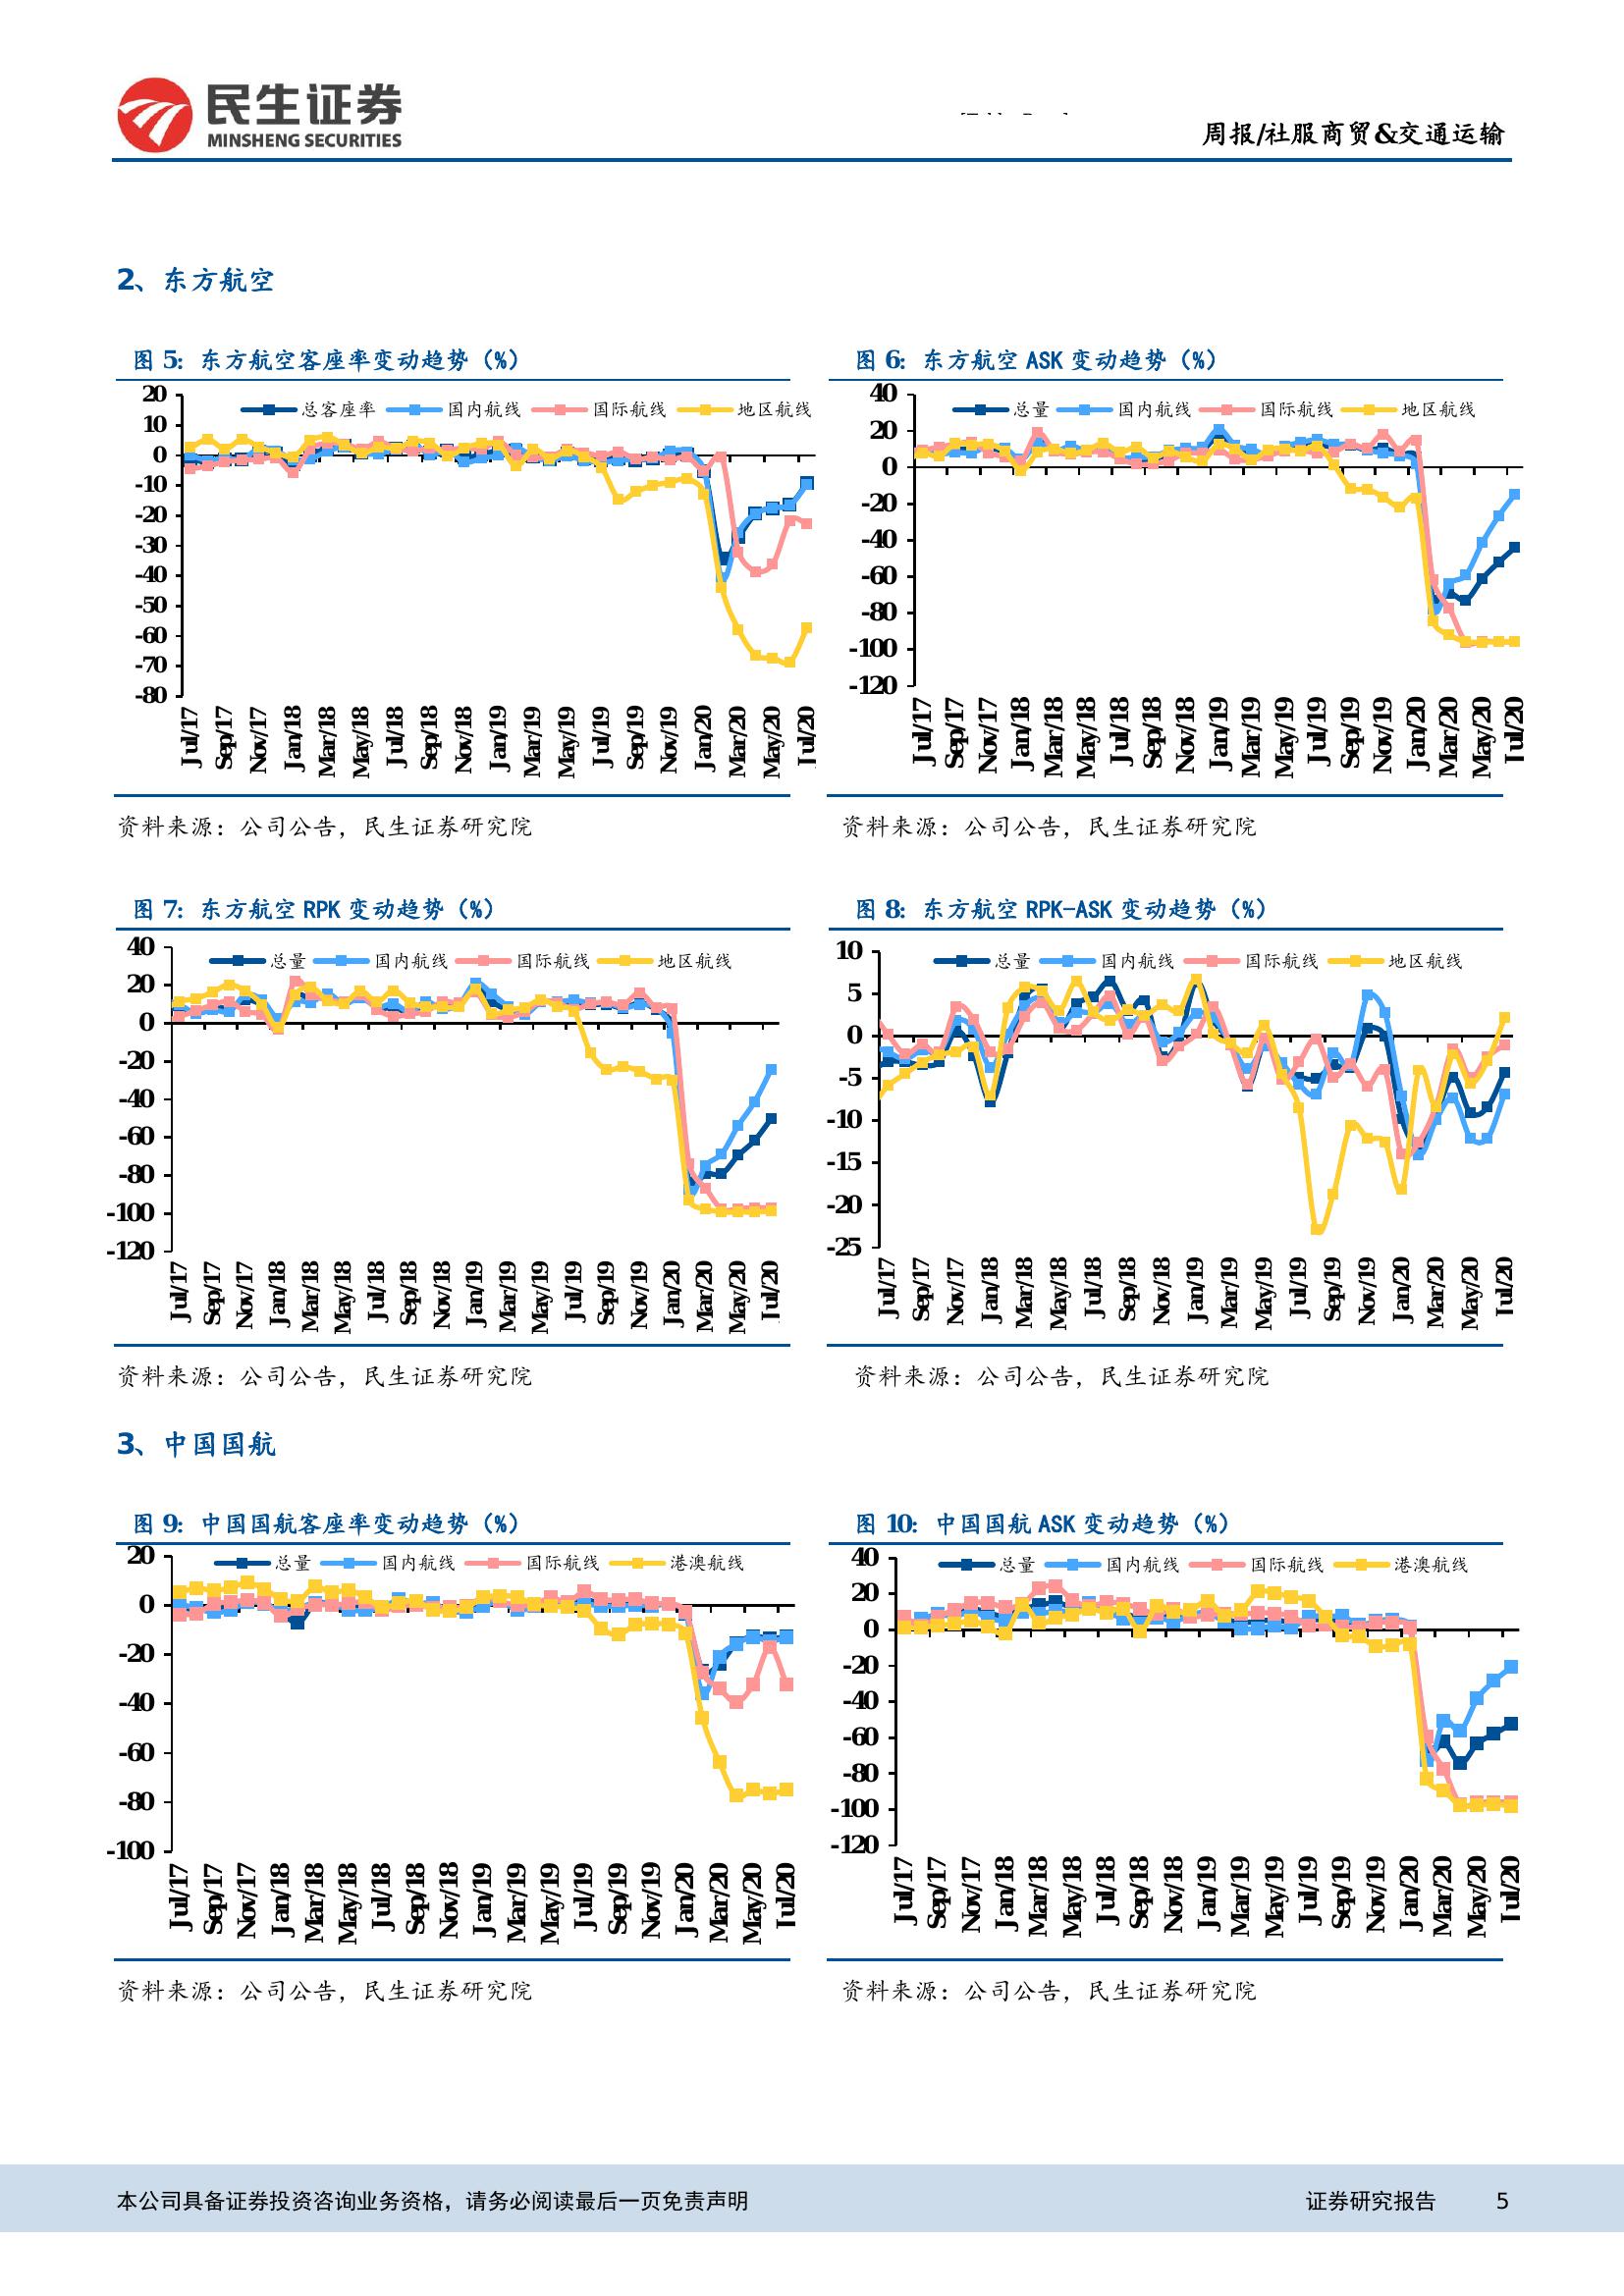 民生证券
MINSHENG SECURITIES
周报/社服商贸&交通运输
2、东方航空
图 5：东方航空客座率变动趋势（%）
总客座率 国内航线 国际航线 地区航线
20
10
0
-10
-20
-30
-40
-50
-60
-70
-80
Jul/17 Sep/17 Nov/17 Jan/18 Mar/18 May/18 Jul/18 Sep/18 Nov/18 Jan/19 Mar/19 May/19 Jul/19 Sep/19 Nov/19 Jan/20 Mar/20 May/20 Jul/20
资料来源：公司公告，民生证券研究院
图 6：东方航空 ASK 变动趋势（%）
总量 国内航线 国际航线 地区航线
40
20
0
-20
-40
-60
-80
-100
-120
Jul/17 Sep/17 Nov/17 Jan/18 Mar/18 May/18 Jul/18 Sep/18 Nov/18 Jan/19 Mar/19 May/19 Jul/19 Sep/19 Nov/19 Jan/20 Mar/20 May/20 Jul/20
资料来源：公司公告，民生证券研究院
图 7：东方航空 RPK 变动趋势（%）
总量 国内航线 国际航线 地区航线
40
20
0
-20
-40
-60
-80
-100
-120
Jul/17 Sep/17 Nov/17 Jan/18 Mar/18 May/18 Jul/18 Sep/18 Nov/18 Jan/19 Mar/19 May/19 Jul/19 Sep/19 Nov/19 Jan/20 Mar/20 May/20 Jul/20
资料来源：公司公告，民生证券研究院
图 8：东方航空 RPK-ASK 变动趋势（%）
总量 国内航线 国际航线 地区航线
10
5
0
-5
-10
-15
-20
-25
Jul/17 Sep/17 Nov/17 Jan/18 Mar/18 May/18 Jul/18 Sep/18 Nov/18 Jan/19 Mar/19 May/19 Jul/19 Sep/19 Nov/19 Jan/20 Mar/20 May/20 Jul/20
资料来源：公司公告，民生证券研究院
3、中国国航
图 9：中国国航客座率变动趋势（%）
总量 国内航线 国际航线 港澳航线
20
0
-20
-40
-60
-80
-100
Jul/17 Sep/17 Nov/17 Jan/18 Mar/18 May/18 Jul/18 Sep/18 Nov/18 Jan/19 Mar/19 May/19 Jul/19 Sep/19 Nov/19 Jan/20 Mar/20 May/20 Jul/20
资料来源：公司公告，民生证券研究院
图 10：中国国航 ASK 变动趋势（%）
总量 国内航线 国际航线 港澳航线
40
20
0
-20
-40
-60
-80
-100
-120
Jul/17 Sep/17 Nov/17 Jan/18 Mar/18 May/18 Jul/18 Sep/18 Nov/18 Jan/19 Mar/19 May/19 Jul/19 Sep/19 Nov/19 Jan/20 Mar/20 May/20 Jul/20
资料来源：公司公告，民生证券研究院
本公司具备证券投资咨询业务资格，请务必阅读最后一页免责声明
证券研究报告 5